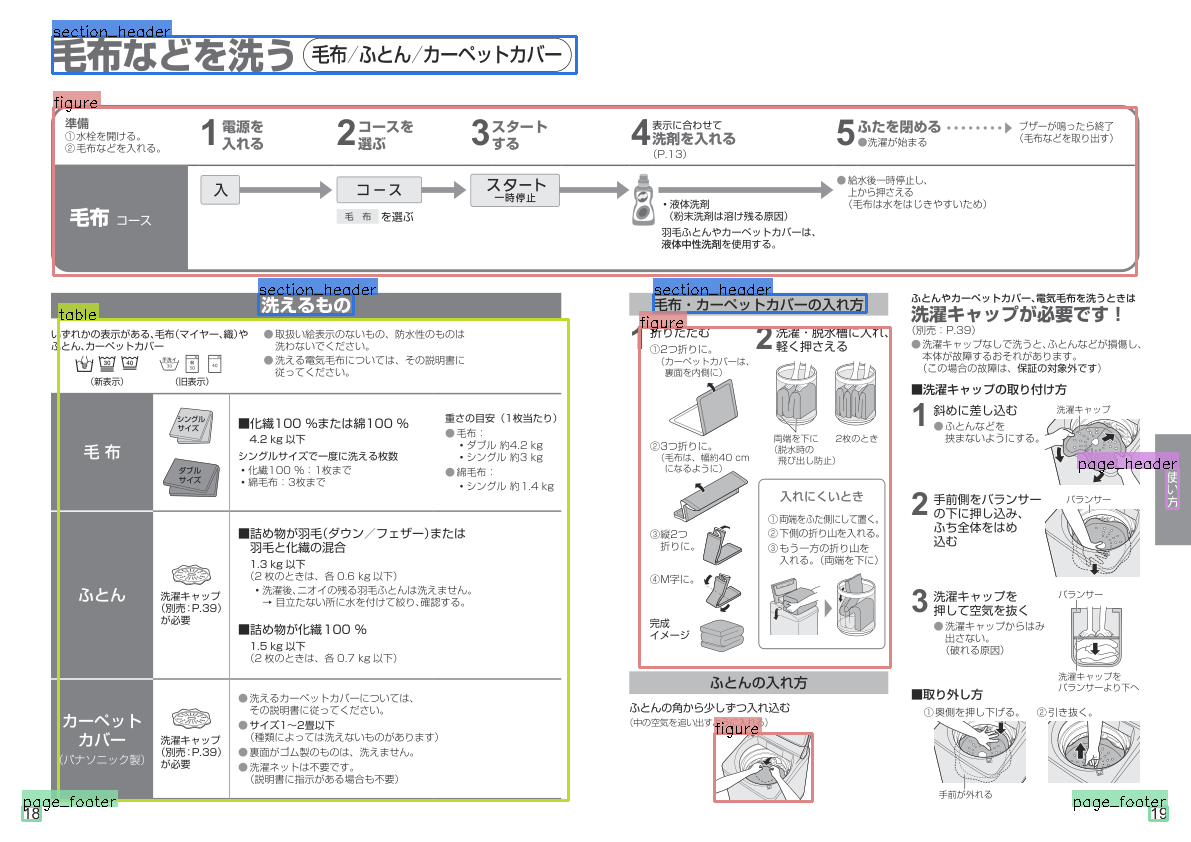 section_header
毛布などを洗う 毛布/ふとん/カーペットカバー
figure
準備
①水栓を開ける。
②毛布などを入れる。
1 電源を
入れる
2 コースを
選ぶ
3 スタート
する
4 表示に合わせて
洗剤を入れる
(P.13)
5 ふたを閉める
●洗濯が始まる
ブザーが鳴ったら終了
(毛布などを取り出す)
毛布 コース
入
コース
毛 布 を選ぶ
スタート
一時停止
・液体洗剤
(粉末洗剤は溶け残る原因)
羽毛ふとんやカーペットカバーは、
液体中性洗剤を使用する。
●給水後一時停止し、
上から押さえる
(毛布は水をはじきやすいため)
section_header
洗えるもの
table
いずれかの表示がある、毛布(マイヤー、織)や
ふとん、カーペットカバー
30
40
(新表示)
40
(旧表示)
●取扱い絵表示のないもの、防水性のものは
洗わないでください。
●洗える電気毛布については、その説明書に
従ってください。
毛 布
シングル
サイズ
ダブル
サイズ
■化繊100 %または綿100 %
4.2 kg 以下
シングルサイズで一度に洗える枚数
・化繊100 %:1枚まで
・綿毛布:3枚まで
重さの目安(1枚当たり)
●毛布:
・ダブル 約4.2 kg
・シングル 約3 kg
●綿毛布:
・シングル 約1.4 kg
ふとん
洗濯キャップ
(別売:P.39)
が必要
■詰め物が羽毛(ダウン/フェザー)または
羽毛と化繊の混合
1.3 kg 以下
(2 枚のときは、各 0.6 kg 以下)
・洗濯後、ニオイの残る羽毛ふとんは洗えません。
→ 目立たない所に水を付けて絞り、確認する。
■詰め物が化繊 100 %
1.5 kg 以下
(2 枚のときは、各 0.7 kg 以下)
カーペット
カバー
(パナソニック製)
洗濯キャップ
(別売:P.39)
が必要
●洗えるカーペットカバーについては、
その説明書に従ってください。
●サイズ1~2畳以下
(種類によっては洗えないものがあります)
●裏面がゴム製のものは、洗えません。
●洗濯ネットは不要です。
(説明書に指示がある場合も不要)
page_footer
18
section_header
毛布・カーペットカバーの入れ方
figure
1 折りたたむ
①2つ折りに。
(カーペットカバーは、
裏面を内側に)
②3つ折りに。
(毛布は、幅約40 cm
になるように)
③縦2つ
折りに。
④M字に。
完成
イメージ
2 洗濯・脱水槽に入れ、
軽く押さえる
両端を下に
(脱水時の
飛び出し防止)
2枚のとき
入れにくいとき
①両端をふた側にして置く。
②下側の折り山を入れる。
③もう一方の折り山を
入れる。(両端を下に)
ふとんの入れ方
ふとんの角から少しずつ入れ込む
figure
ふとんやカーペットカバー、電気毛布を洗うときは
洗濯キャップが必要です!
(別売:P.39)
●洗濯キャップなしで洗うと、ふとんなどが損傷し、
本体が故障するおそれがあります。
(この場合の故障は、保証の対象外です)
■洗濯キャップの取り付け方
1 斜めに差し込む
●ふとんなどを
挟まないようにする。
洗濯キャップ
page_header
使い方
2 手前側をバランサー
の下に押し込み、
ふち全体をはめ
込む
バランサー
3 洗濯キャップを
押して空気を抜く
●洗濯キャップからはみ
出さない。
(破れる原因)
バランサー
洗濯キャップを
バランサーより下へ
■取り外し方
①奥側を押し下げる。
②引き抜く。
手前が外れる
page_footer
19